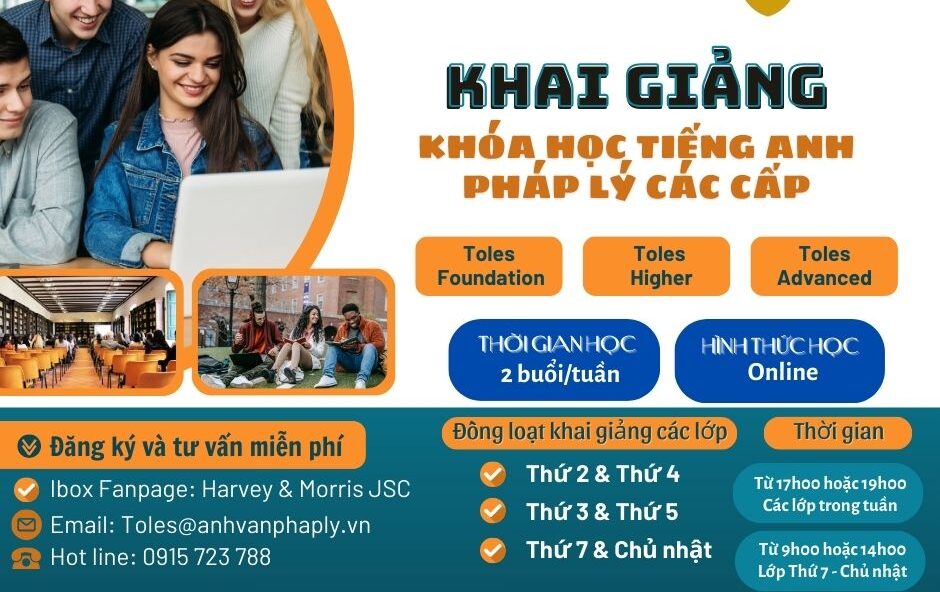 KHAI GIẢNG
KHÓA HỌC TIẾNG ANH
PHÁP LÝ CÁC CẤP
Toles
Foundation
Toles
Higher
Toles
Advanced
THỜI GIAN HỌC
2 buổi/tuần
HÌNH THỨC HỌC
Online
Đăng ký và tư vấn miễn phí
Ibox Fanpage: Harvey & Morris JSC
Email: Toles@anhvanphaply.vn
Hot line: 0915 723 788
Đồng loạt khai giảng các lớp
Thứ 2 & Thứ 4
Thứ 3 & Thứ 5
Thứ 7 & Chủ nhật
Thời gian
Từ 17h00 hoặc 19h00
Các lớp trong tuần
Từ 9h00 hoặc 14h00
Lớp Thứ 7 - Chủ nhật